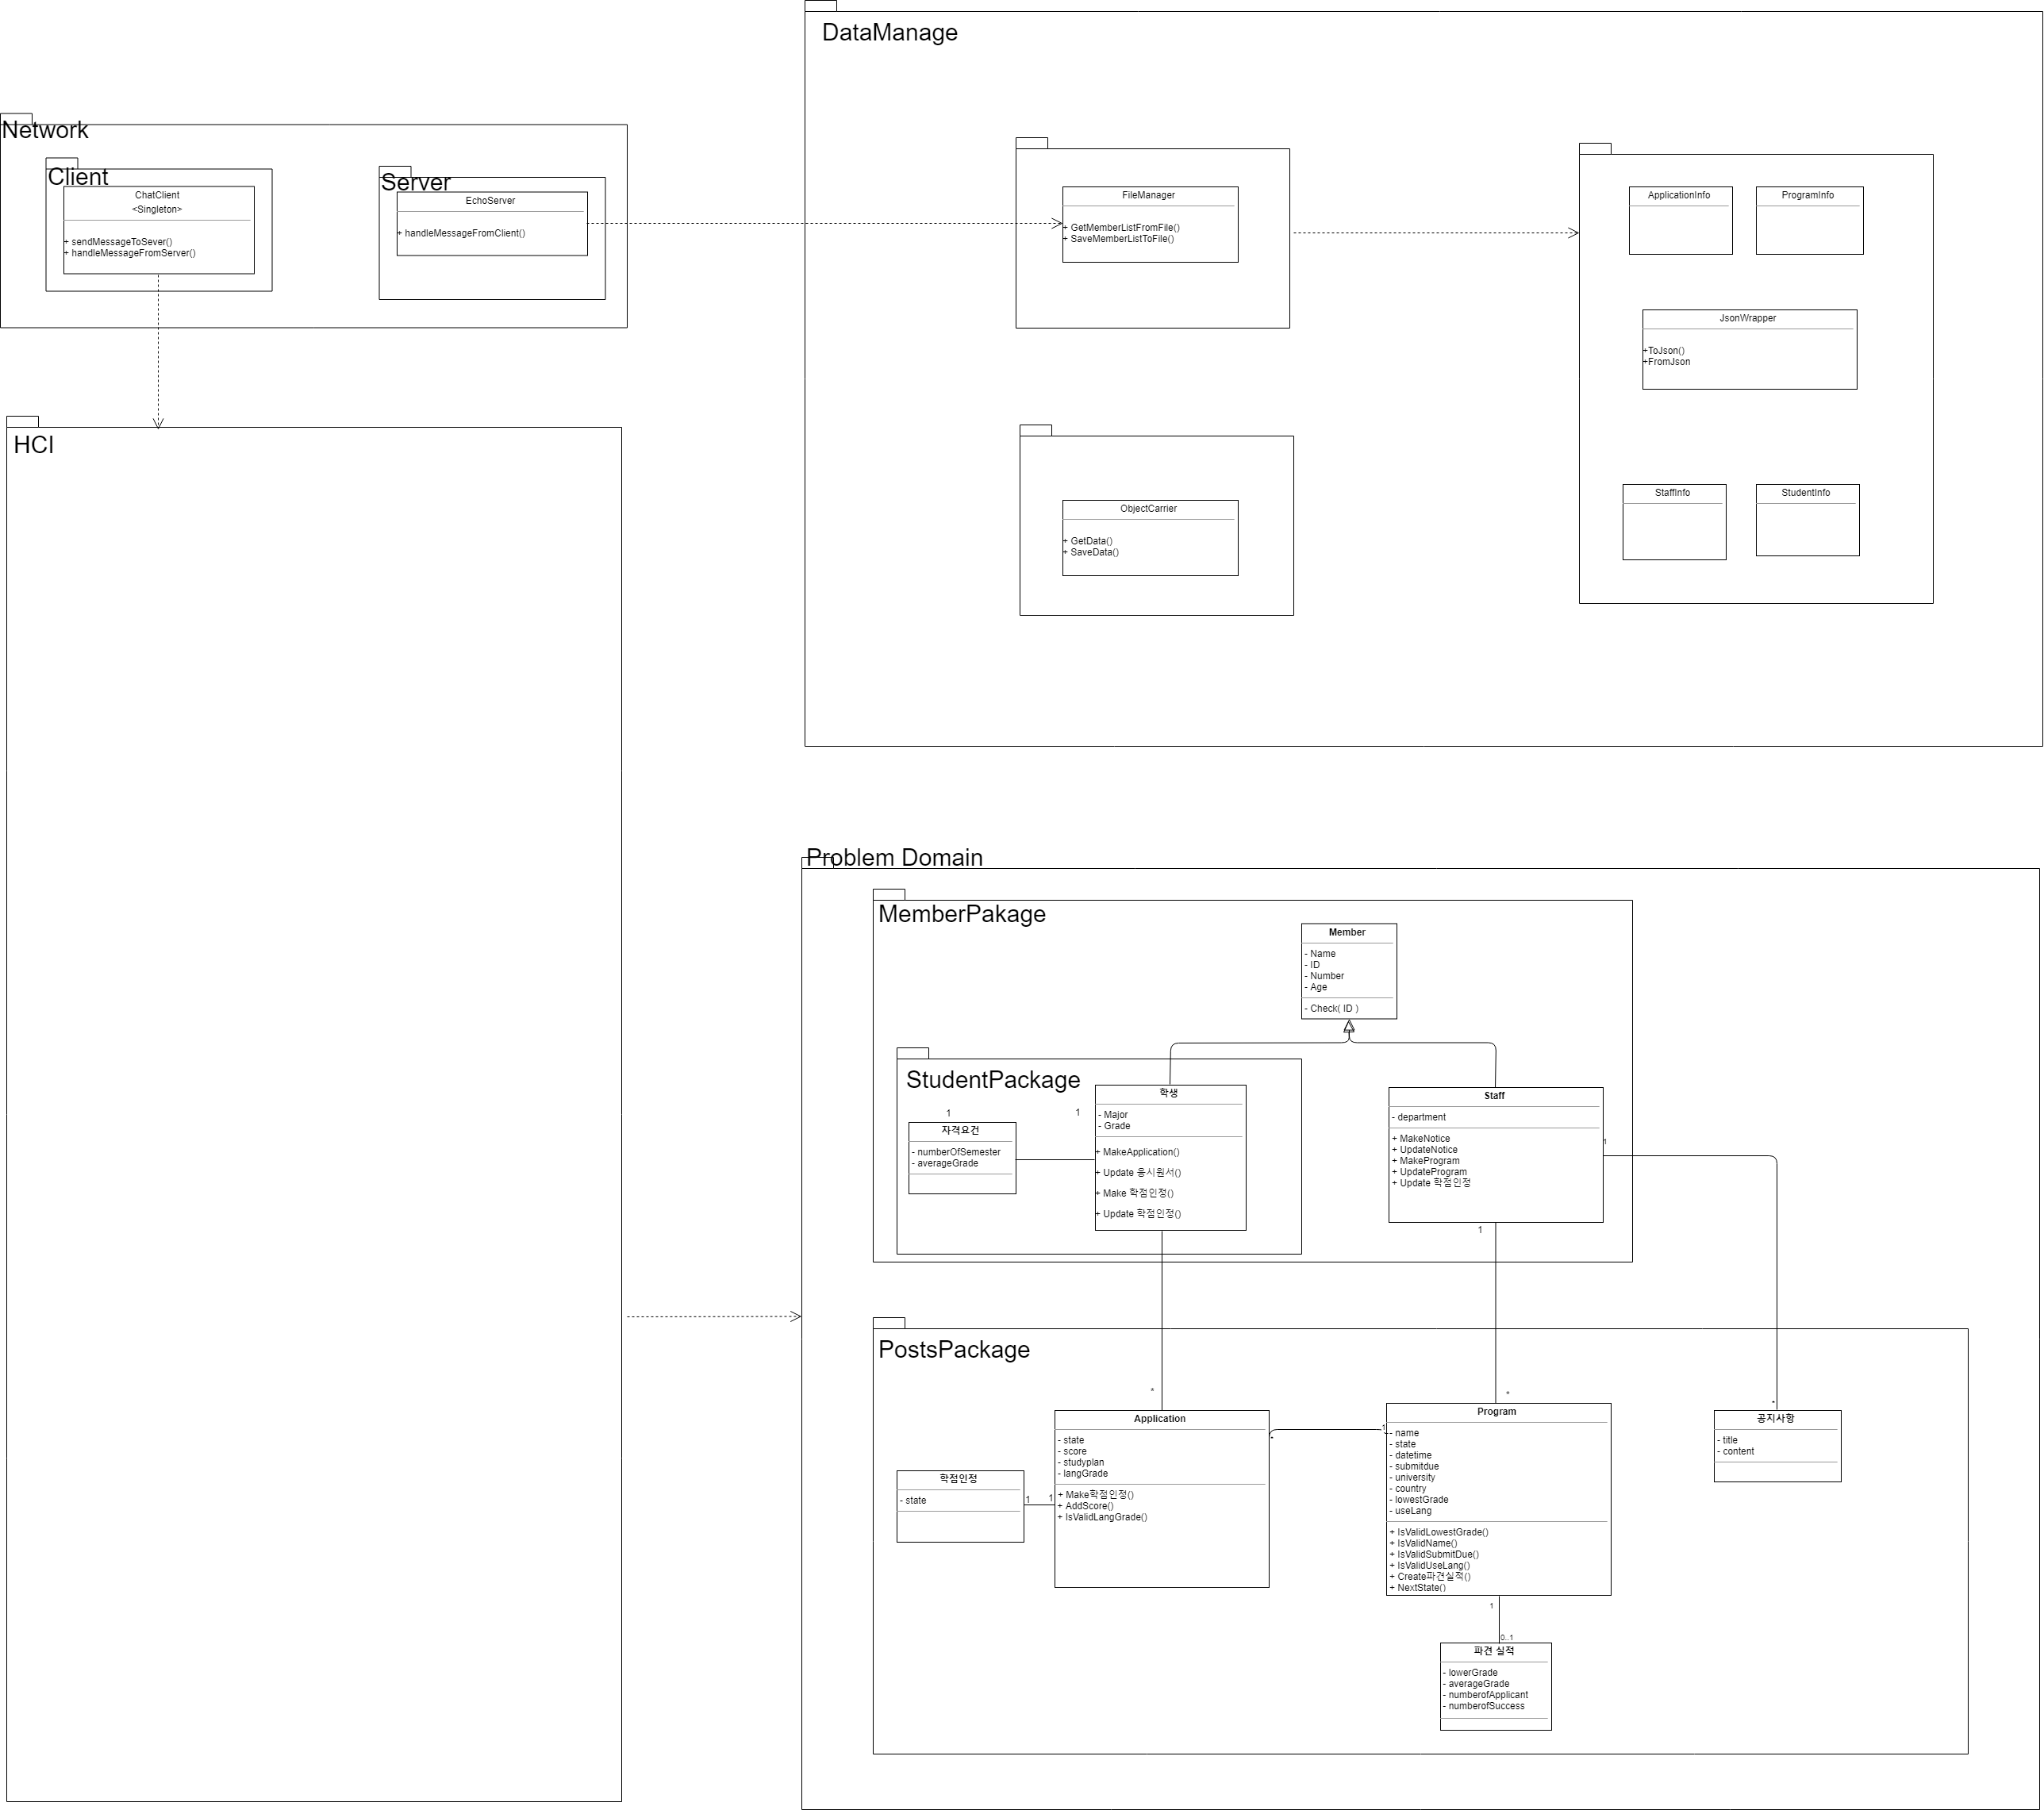 DataManage
Network
Client
ChatClient
<Singleton>
+ sendMessageToSever()
+ handleMessageFromServer()
Server
EchoServer
+ handleMessageFromClient()
FileManager
+ GetMemberListFromFile()
+ SaveMemberListToFile()
ApplicationInfo
ProgramInfo
JsonWrapper
+ToJson()
+FromJson
StaffInfo
StudentInfo
ObjectCarrier
+ GetData()
+ SaveData()
HCI
Problem Domain
MemberPakage
Member
- Name
- ID
- Number
- Age
- Check( ID )
StudentPackage
1
1
자격요건
- numberOfSemester
- averageGrade
학생
- Major
- Grade
+ MakeApplication()
+ Update 응시원서()
+ Make 학점인정()
+ Update 학점인정()
Staff
- department
+ MakeNotice
+ UpdateNotice
+ MakeProgram
+ UpdateProgram
+ Update 학점인정
1
1
PostsPackage
*
*
*
학점인정
- state
1
1
Application
- state
- score
- studyplan
- langGrade
+ Make학점인정()
+ AddScore()
+ IsValidLangGrade()
*
1
Program
- name
- state
- datetime
- submitdue
- university
- country
- lowestGrade
- useLang
+ IsValidLowestGrade()
+ IsValidName()
+ IsValidSubmitDue()
+ IsValidUseLang()
+ Create파견실적()
+ NextState()
공지사항
- title
- content
1
0..1
파견 실적
- lowerGrade
- averageGrade
- numberofApplicant
- numberofSuccess